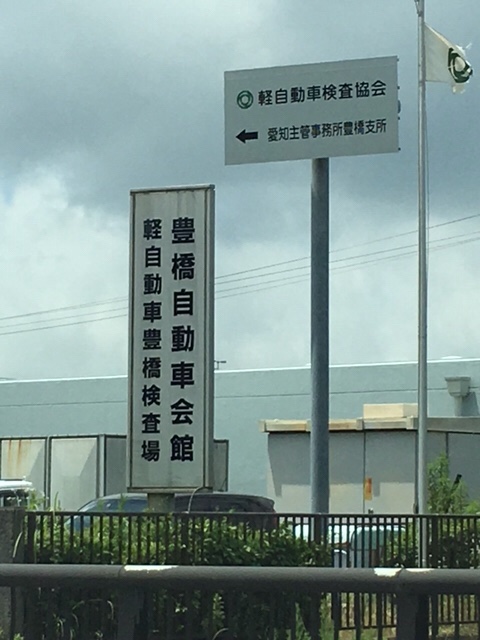 軽自動車検査協会
← 愛知主管事務所豊橋支所
豊橋自動車会館
軽自動車豊橋検査場